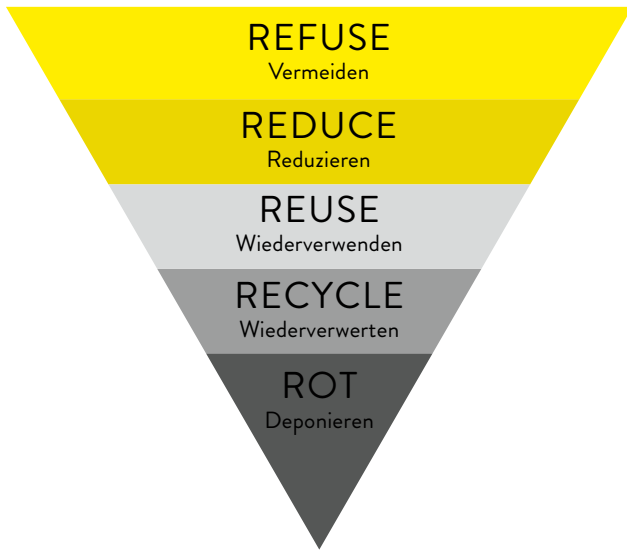 REFUSE
Vermeiden
REDUCE
Reduzieren
REUSE
Wiederverwenden
RECYCLE
Wiederverwerten
ROT
Deponieren